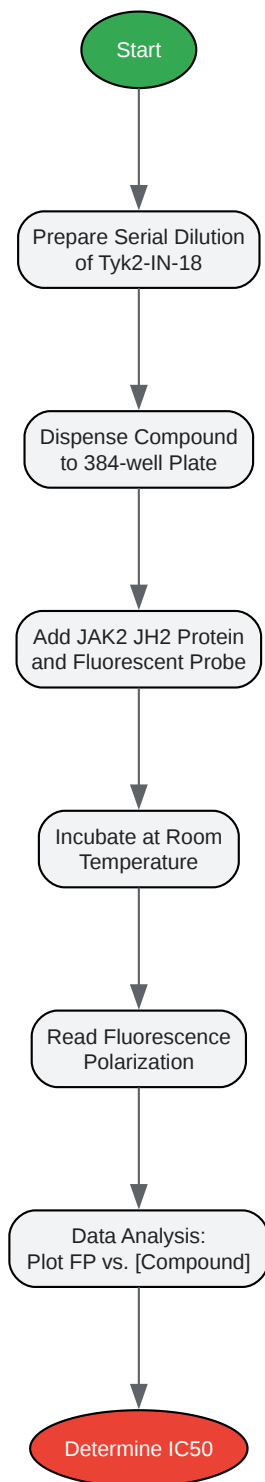 Start
Prepare Serial Dilution
of Tyk2-IN-18
Dispense Compound
to 384-well Plate
Add JAK2 JH2 Protein
and Fluorescent Probe
Incubate at Room
Temperature
Read Fluorescence
Polarization
Data Analysis:
Plot FP vs. [Compound]
Determine IC50